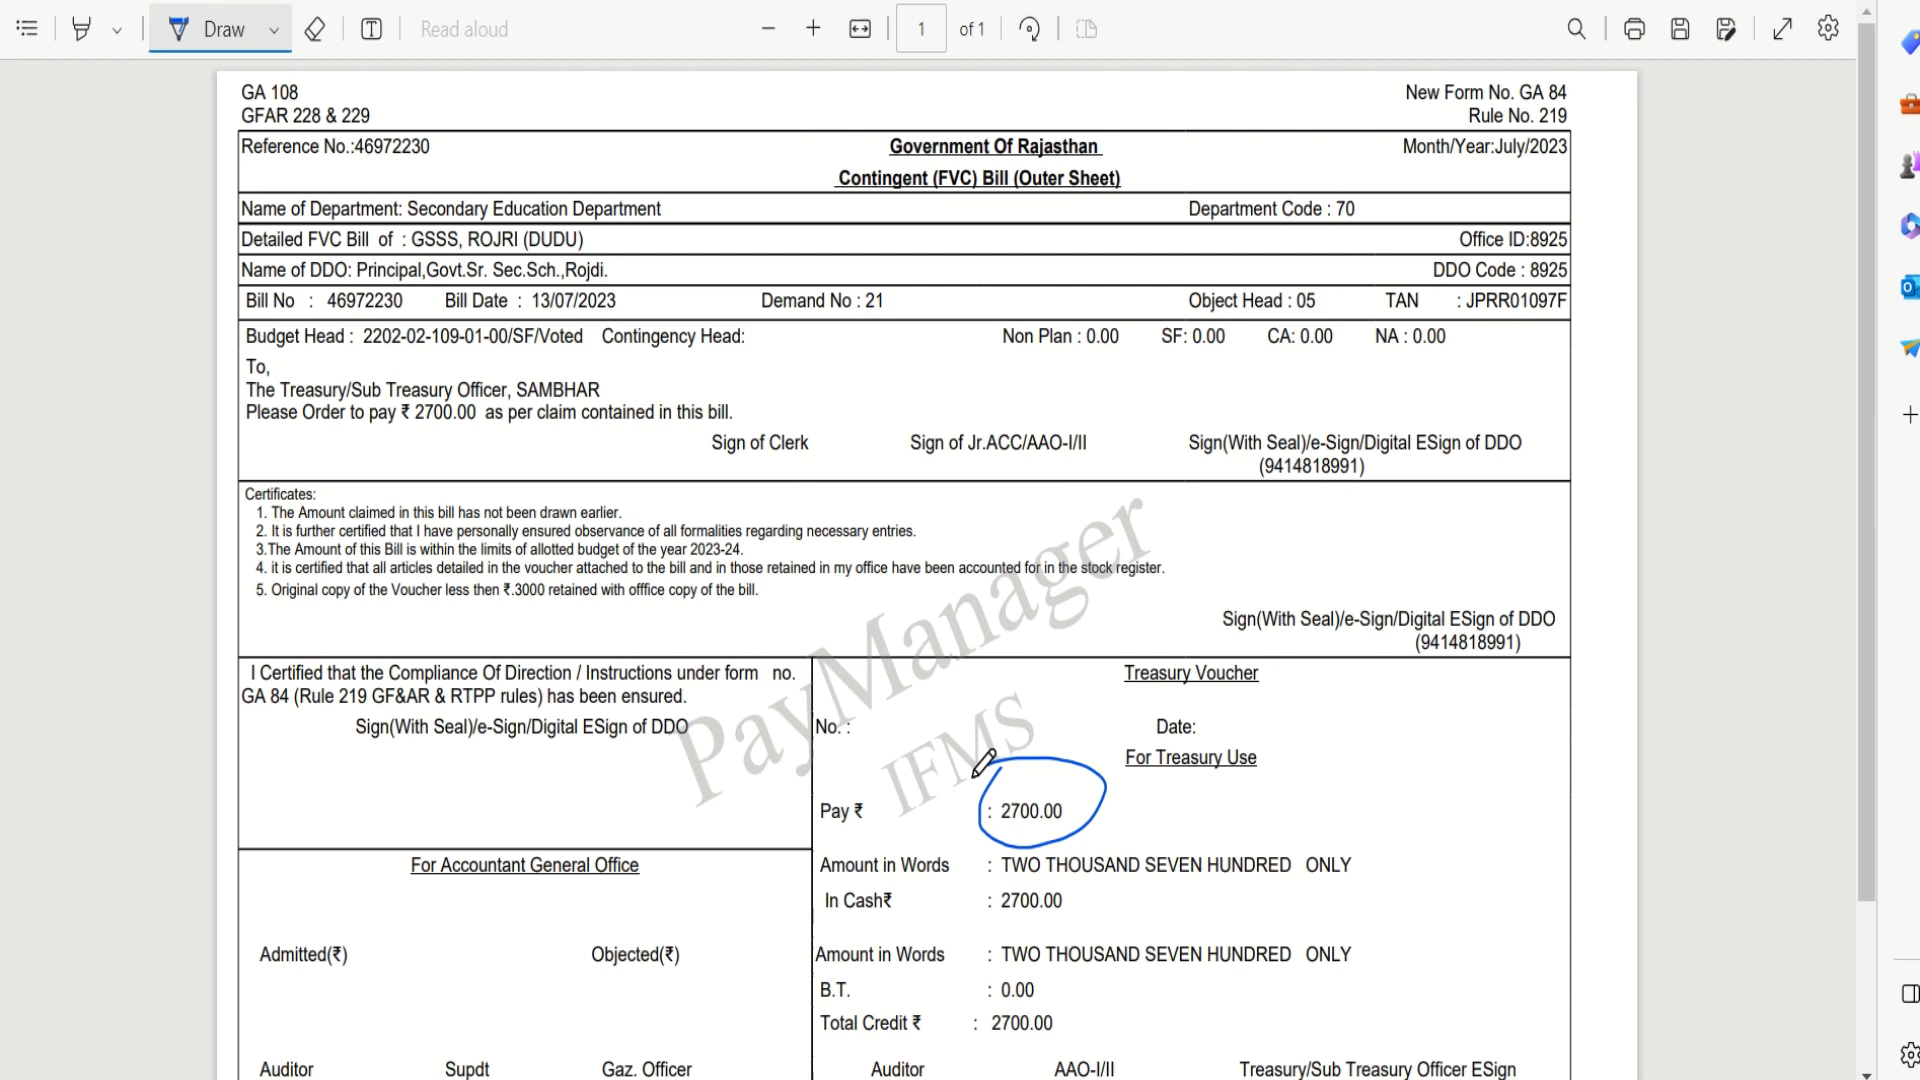 Draw
Read aloud
1 of 1
GA 108
New Form No. GA 84
GFAR 228 & 229
Rule No. 219
Reference No.:46972230
Government Of Rajasthan
Month/Year:July/2023
Contingent (FVC) Bill (Outer Sheet)
Name of Department: Secondary Education Department Department Code : 70
Detailed FVC Bill of : GSSS, ROJRI (DUDU) Office ID:8925
Name of DDO: Principal,Govt.Sr. Sec.Sch.,Rojdi. DDO Code : 8925
Bill No : 46972230 Bill Date : 13/07/2023 Demand No : 21 Object Head : 05 TAN : JPRR01097F
Budget Head : 2202-02-109-01-00/SF/Voted Contingency Head: Non Plan : 0.00 SF: 0.00 CA: 0.00 NA : 0.00
To,
The Treasury/Sub Treasury Officer, SAMBHAR
Please Order to pay ₹ 2700.00 as per claim contained in this bill.
Sign of Clerk Sign of Jr.ACC/AAO-I/II Sign(With Seal)/e-Sign/Digital ESign of DDO
(9414818991)
Certificates:
1. The Amount claimed in this bill has not been drawn earlier.
2. It is further certified that I have personally ensured observance of all formalities regarding necessary entries.
3.The Amount of this Bill is within the limits of allotted budget of the year 2023-24.
4. it is certified that all articles detailed in the voucher attached to the bill and in those retained in my office have been accounted for in the stock register.
5. Original copy of the Voucher less then ₹.3000 retained with offfice copy of the bill.
Sign(With Seal)/e-Sign/Digital ESign of DDO
(9414818991)
PayManager
IFMS
I Certified that the Compliance Of Direction / Instructions under form no.
GA 84 (Rule 219 GF&AR & RTPP rules) has been ensured.
Sign(With Seal)/e-Sign/Digital ESign of DDO
Treasury Voucher
No. : Date:
For Treasury Use
Pay ₹ : 2700.00
For Accountant General Office
Amount in Words : TWO THOUSAND SEVEN HUNDRED ONLY
In Cash₹ : 2700.00
Admitted(₹) Objected(₹)
Amount in Words : TWO THOUSAND SEVEN HUNDRED ONLY
B.T. : 0.00
Total Credit ₹ : 2700.00
Auditor Supdt Gaz. Officer
Auditor AAO-I/II Treasury/Sub Treasury Officer ESign